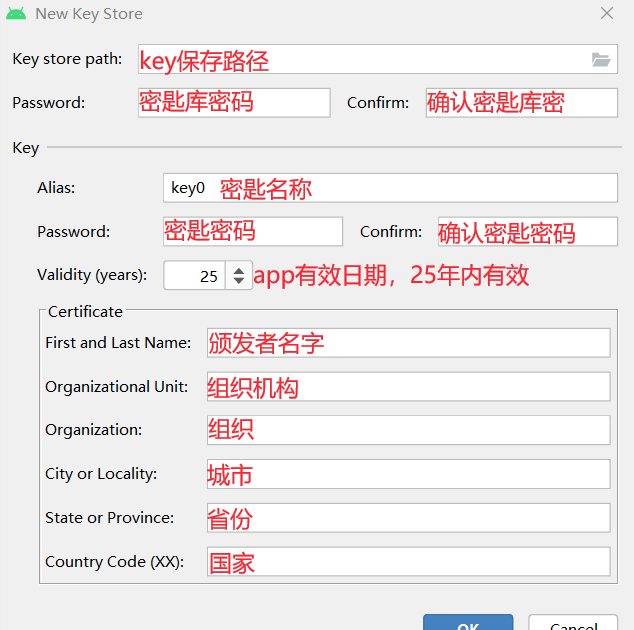 New Key Store
Key store path: key保存路径
Password: 密匙库密码 Confirm: 确认密匙库密
Key
Alias: key0 密匙名称
Password: 密匙密码 Confirm: 确认密匙密码
Validity (years): 25 app有效日期，25年内有效
Certificate
First and Last Name: 颁发者名字
Organizational Unit: 组织机构
Organization: 组织
City or Locality: 城市
State or Province: 省份
Country Code (XX): 国家
OK Cancel